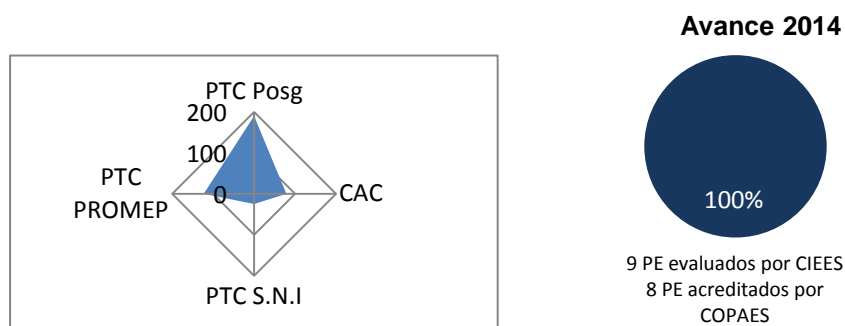 Avance 2014
PTC Posg
200
100
0
PTC
PROMEP
CAC
PTC S.N.I
100%
9 PE evaluados por CIEES
8 PE acreditados por
COPAES